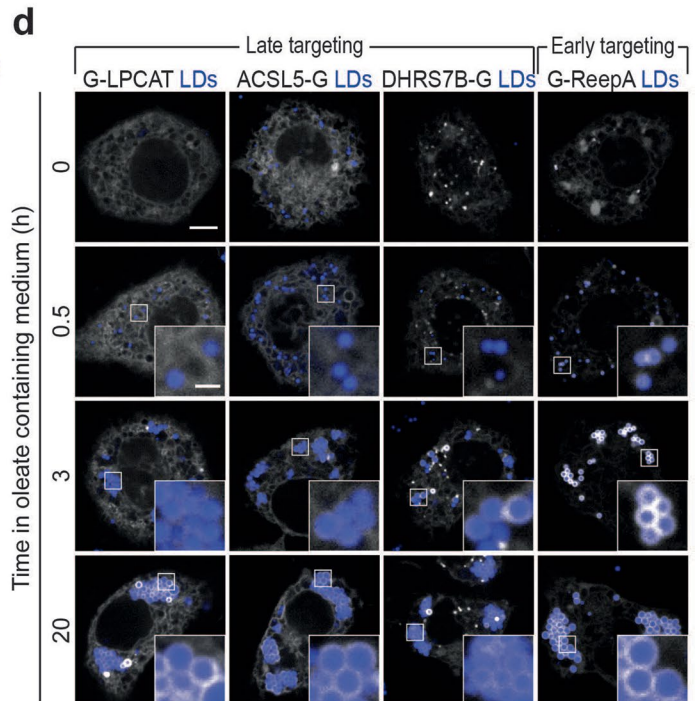 d
Late targeting
Early targeting
G-LPCAT LDs
ACSL5-G LDs
DHRS7B-G LDs
G-ReepA LDs
Time in oleate containing medium (h)
0
0.5
3
20